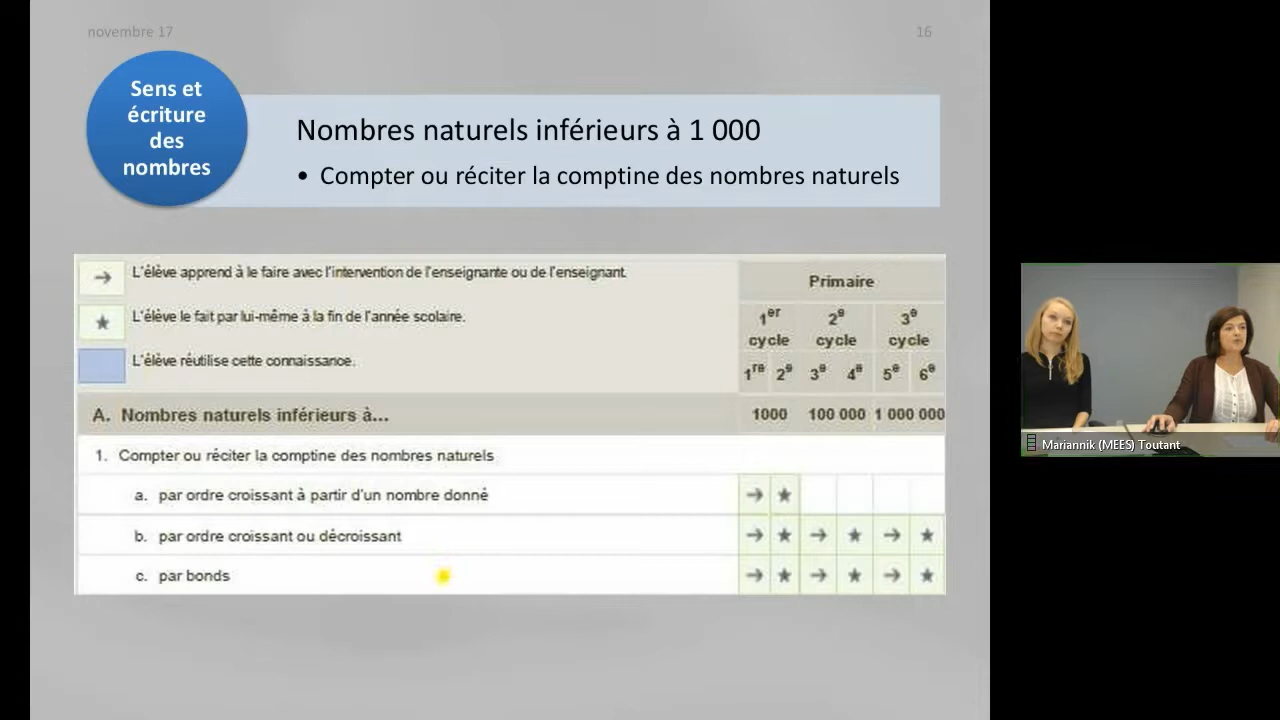 novembre 17
16
Sens et
écriture
des
nombres
Nombres naturels inférieurs à 1 000
• Compter ou réciter la comptine des nombres naturels
→ L'élève apprend à le faire avec l'intervention de l'enseignante ou de l'enseignant.
★ L'élève le fait par lui-même à la fin de l'année scolaire.
L'élève réutilise cette connaissance.
Primaire
1er cycle 2e cycle 3e cycle
1re 2e 3e 4e 5e 6e
A. Nombres naturels inférieurs à... 1000 100 000 1 000 000
1. Compter ou réciter la comptine des nombres naturels
a. par ordre croissant à partir d'un nombre donné → ★
b. par ordre croissant ou décroissant → ★ → ★ → ★
c. par bonds → ★ → ★ → ★
Mariannik (MEES) Toutant